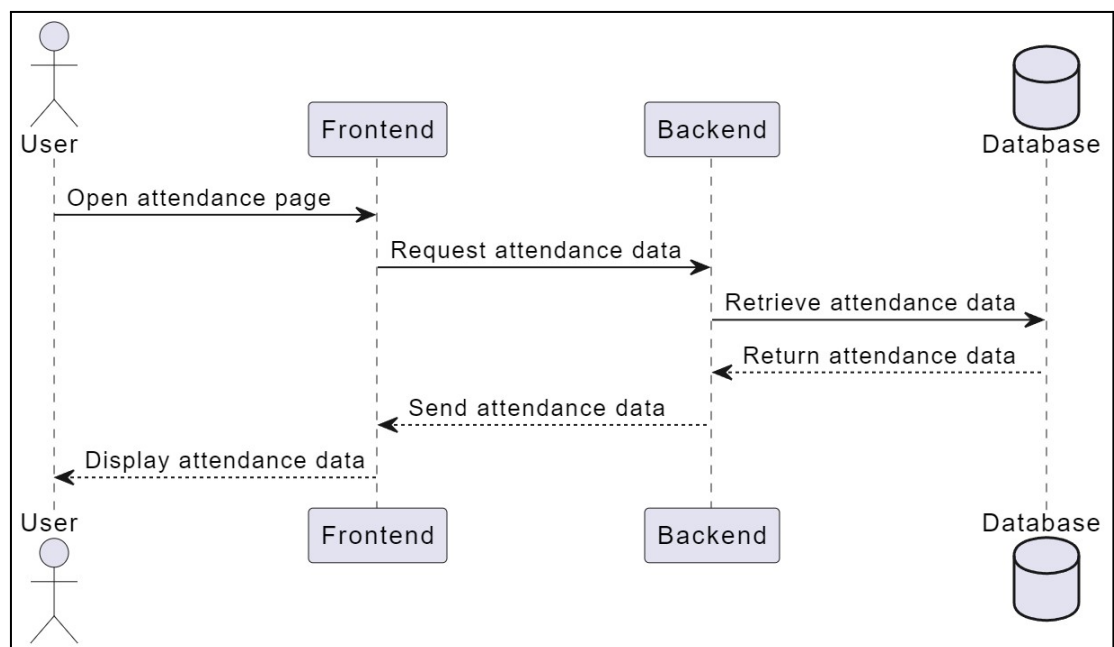 User
Frontend
Backend
Database
Open attendance page
Request attendance data
Retrieve attendance data
Return attendance data
Send attendance data
Display attendance data
User
Frontend
Backend
Database